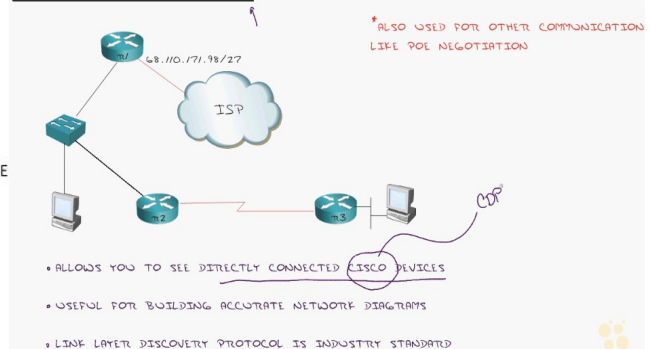 *ALSO USED FOR OTHER COMMUNICATION
LIKE POE NEGOTIATION
r1
68.110.171.98/27
ISP
E
r2
r3
CDP
• ALLOWS YOU TO SEE DIRECTLY CONNECTED CISCO DEVICES
• USEFUL FOR BUILDING ACCURATE NETWORK DIAGRAMS
• LINK LAYER DISCOVERY PROTOCOL IS INDUSTRY STANDARD